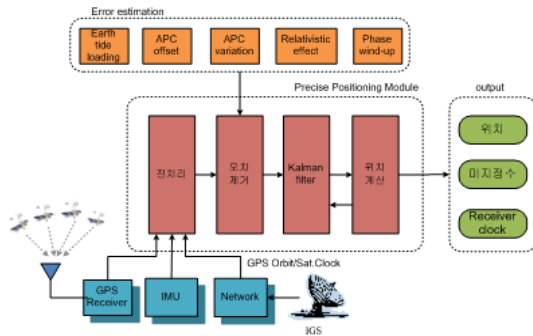 Error estimation
Earth
tide
loading
APC
offset
APC
variation
Relativistic
effect
Phase
wind-up
Precise Positioning Module
output
전처리
오차
제거
Kalman
filter
위치
계산
위치
미지정수
Receiver
clock
GPS Orbit/Sat.Clock
GPS
Receiver
IMU
Network
IGS